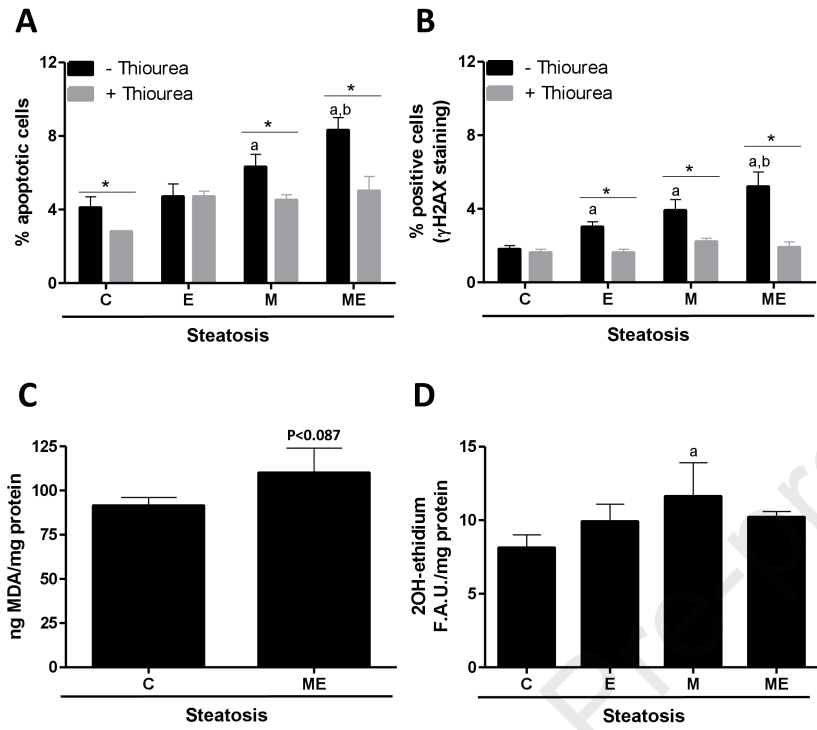 A
12
8
4
0
% apoptotic cells
- Thiourea
+ Thiourea
*
a
*
a,b
*
C E M ME
Steatosis
B
12
8
4
0
% positive cells
(γH2AX staining)
- Thiourea
+ Thiourea
a
*
a
*
a,b
*
C E M ME
Steatosis
C
125
100
75
50
25
0
ng MDA/mg protein
P<0.087
C ME
Steatosis
D
15
10
5
0
2OH-ethidium
F.A.U./mg protein
a
C E M ME
Steatosis
Pre-pro